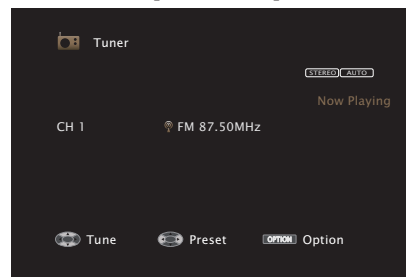 Tuner
STEREO AUTO
Now Playing
CH 1 FM 87.50MHz
Tune Preset OPTION Option